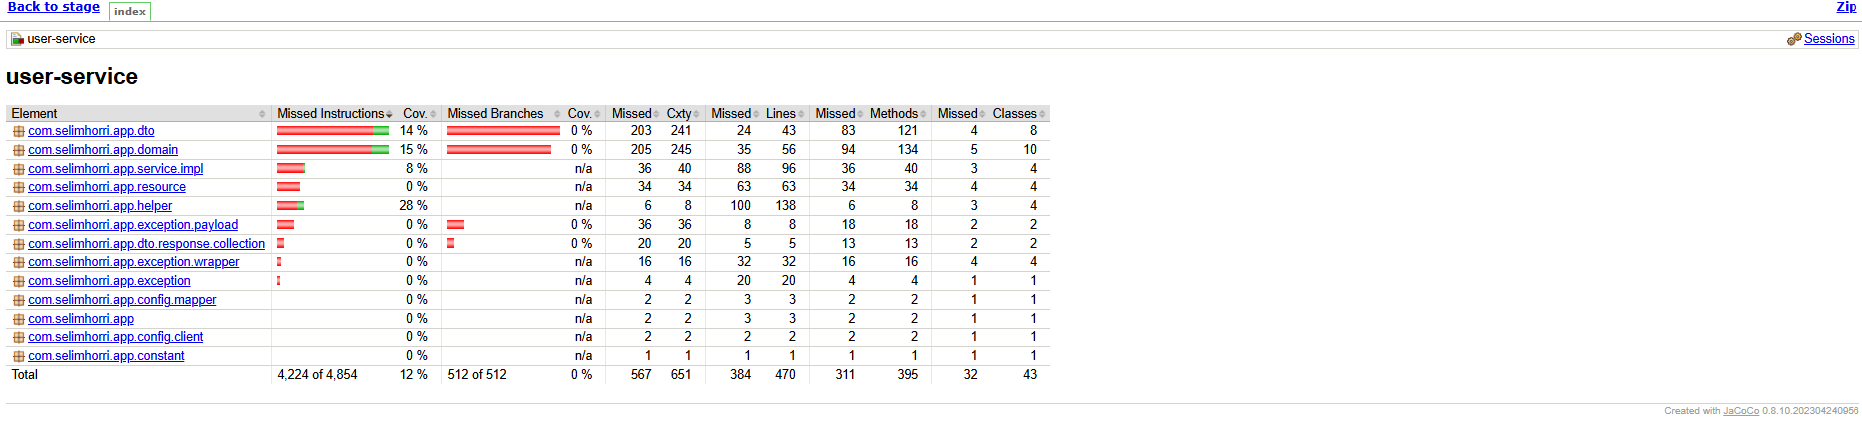 Back to stage index Zip
user-service Sessions
user-service
Element Missed Instructions Cov. Missed Branches Cov. Missed Cxty Missed Lines Missed Methods Missed Classes
com.selimhorri.app.dto 14 % 0 % 203 241 24 43 83 121 4 8
com.selimhorri.app.domain 15 % 0 % 205 245 35 56 94 134 5 10
com.selimhorri.app.service.impl 8 % n/a 36 40 88 96 36 40 3 4
com.selimhorri.app.resource 0 % n/a 34 34 63 63 34 34 4 4
com.selimhorri.app.helper 28 % n/a 6 8 100 138 6 8 3 4
com.selimhorri.app.exception.payload 0 % 0 % 36 36 8 8 18 18 2 2
com.selimhorri.app.dto.response.collection 0 % 0 % 20 20 5 5 13 13 2 2
com.selimhorri.app.exception.wrapper 0 % n/a 16 16 32 32 16 16 4 4
com.selimhorri.app.exception 0 % n/a 4 4 20 20 4 4 1 1
com.selimhorri.app.config.mapper 0 % n/a 2 2 3 3 2 2 1 1
com.selimhorri.app 0 % n/a 2 2 3 3 2 2 1 1
com.selimhorri.app.config.client 0 % n/a 2 2 2 2 2 2 1 1
com.selimhorri.app.constant 0 % n/a 1 1 1 1 1 1 1 1
Total 4,224 of 4,854 12 % 512 of 512 0 % 567 651 384 470 311 395 32 43
Created with JaCoCo 0.8.10.202304240956